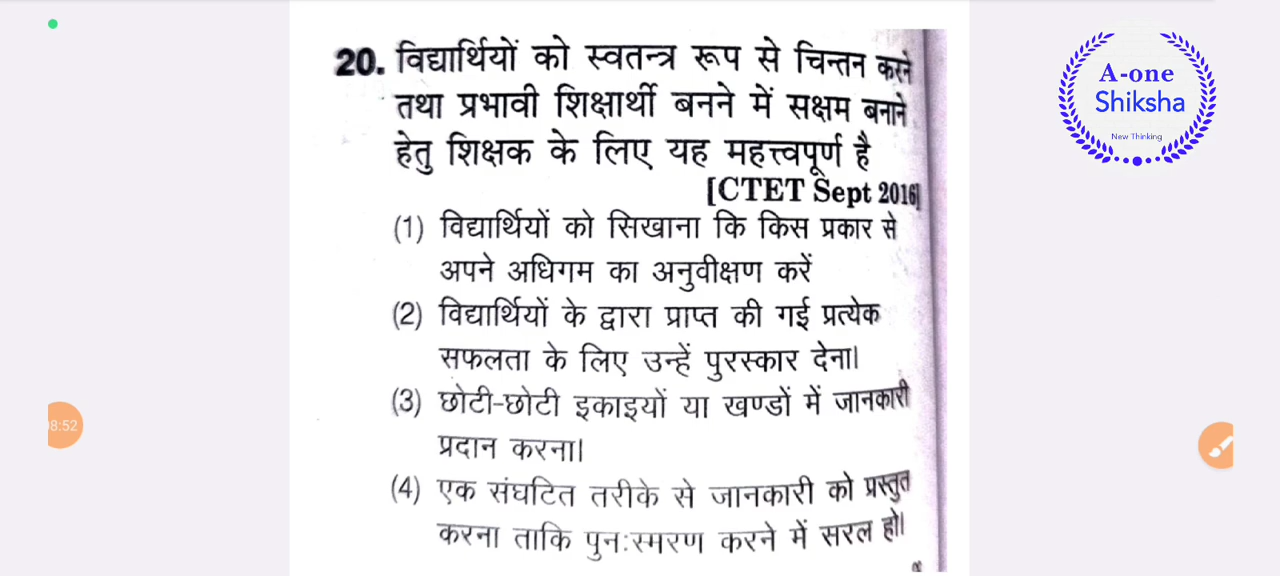 20. विद्यार्थियों को स्वतन्त्र रूप से चिन्तन करने
तथा प्रभावी शिक्षार्थी बनने में सक्षम बनाने
हेतु शिक्षक के लिए यह महत्त्वपूर्ण है
[CTET Sept 2016]
(1) विद्यार्थियों को सिखाना कि किस प्रकार से
अपने अधिगम का अनुवीक्षण करें
(2) विद्यार्थियों के द्वारा प्राप्त की गई प्रत्येक
सफलता के लिए उन्हें पुरस्कार देना।
(3) छोटी-छोटी इकाइयों या खण्डों में जानकारी
प्रदान करना।
(4) एक संघटित तरीके से जानकारी को प्रस्तुत
करना ताकि पुनःस्मरण करने में सरल हो।
A-one
Shiksha
New Thinking
8:52